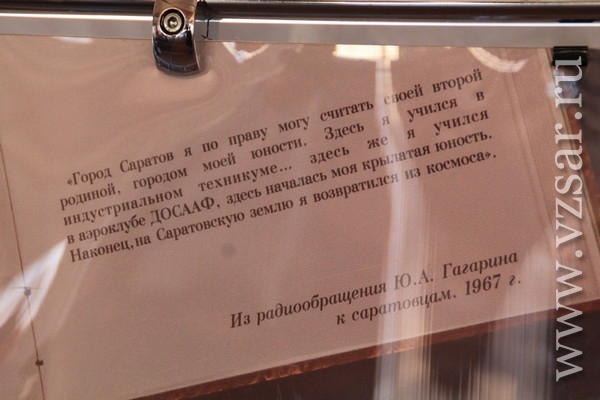 «Город Саратов я по праву могу считать своей второй
родиной, городом моей юности. Здесь я учился в
индустриальном техникуме... здесь же я учился
в аэроклубе ДОСААФ, здесь началась моя крылатая юность.
Наконец, на Саратовскую землю я возвратился из космоса».
Из радиообращения Ю.А. Гагарина
к саратовцам. 1967 г.
www.vzsar.ru